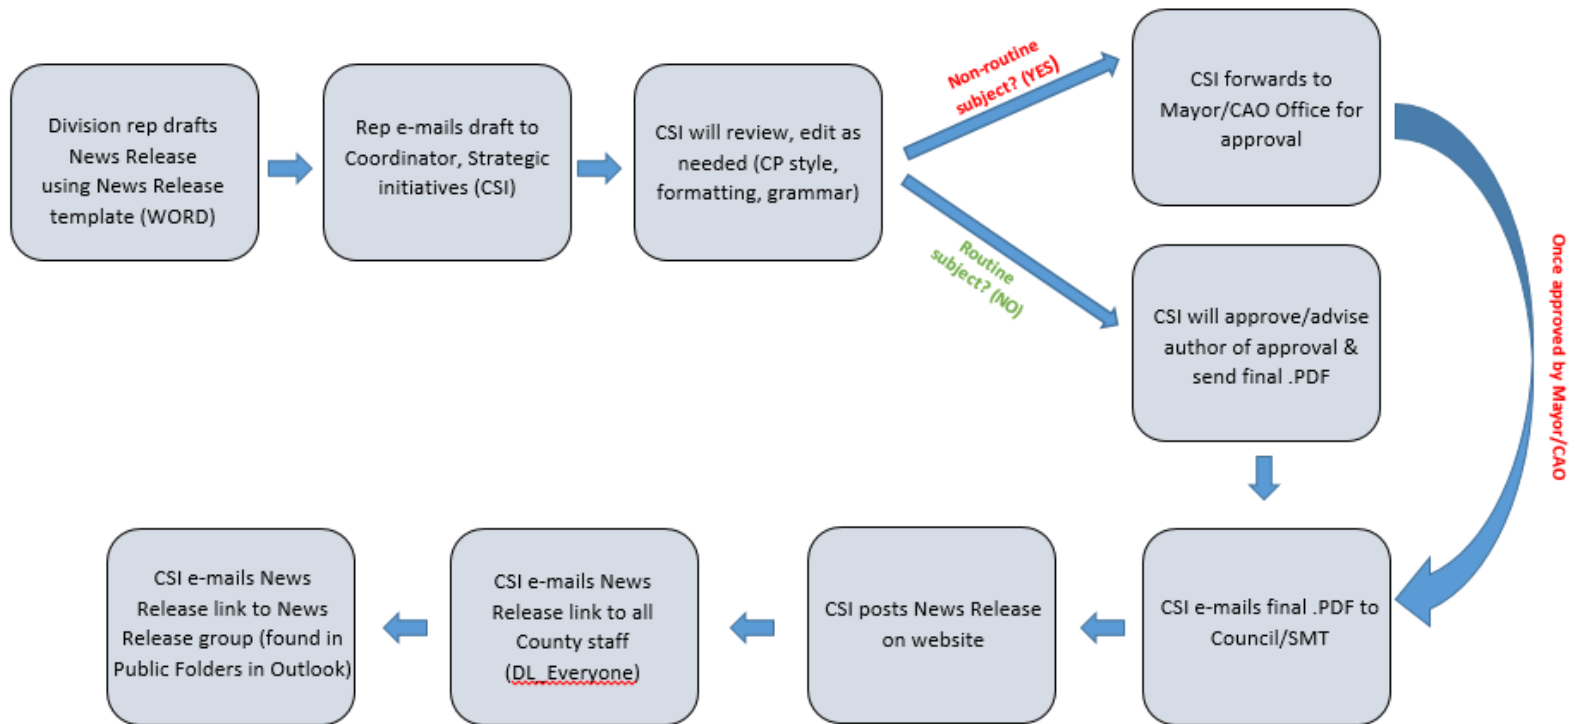 Division rep drafts
News Release
using News Release
template (WORD)
Rep e-mails draft to
Coordinator, Strategic
initiatives (CSI)
CSI will review, edit as
needed (CP style,
formatting, grammar)
Non-routine
subject? (YES)
CSI forwards to
Mayor/CAO Office for
approval
Routine
subject? (NO)
CSI will approve/advise
author of approval &
send final .PDF
Once approved by Mayor/CAO
CSI e-mails final .PDF to
Council/SMT
CSI posts News Release
on website
CSI e-mails News
Release link to all
County staff
(DL_Everyone)
CSI e-mails News
Release link to News
Release group (found in
Public Folders in Outlook)